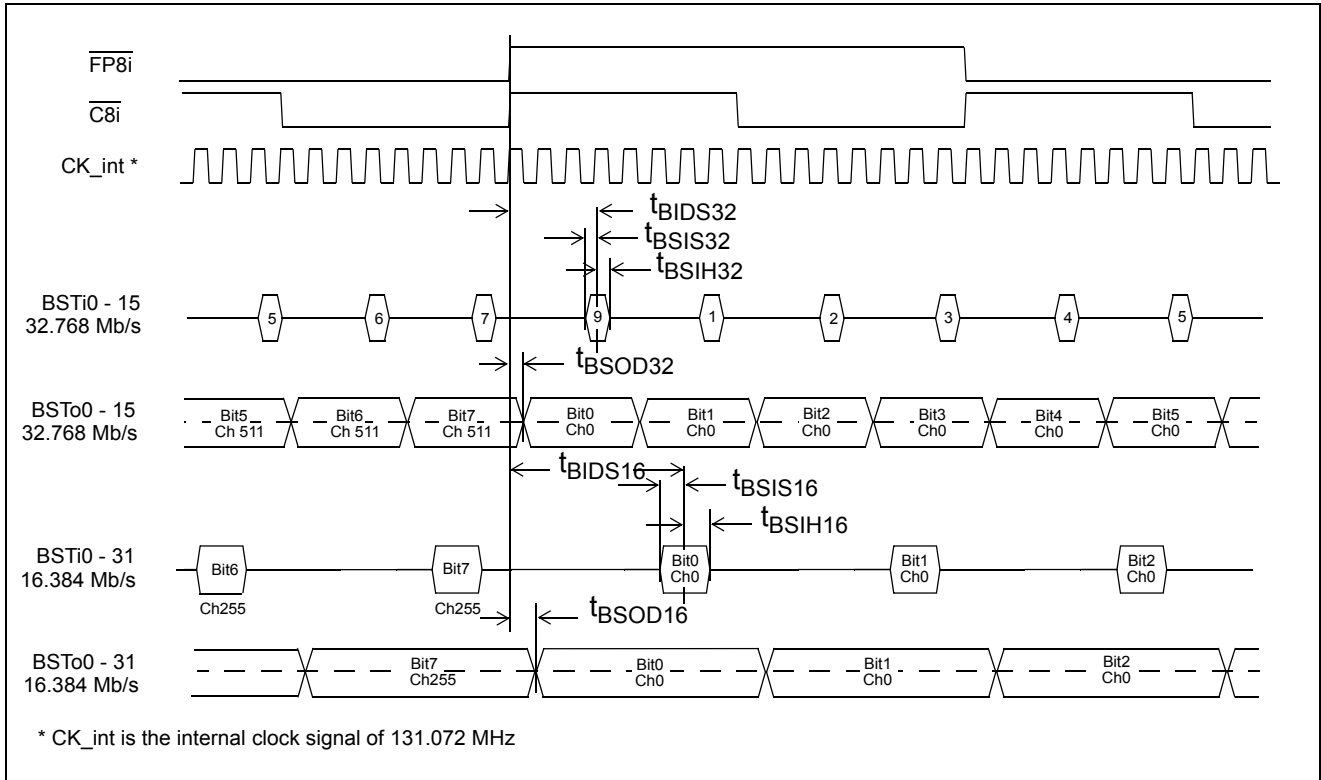 FP8i
C8i
CK_int *
tBIDS32
tBSIS32
tBSIH32
BSTi0 - 15
32.768 Mb/s
5 6 7 9 1 2 3 4 5
tBSOD32
BSTo0 - 15
32.768 Mb/s
Bit5 Bit6 Bit7 Bit0 Bit1 Bit2 Bit3 Bit4 Bit5
Ch 511 Ch 511 Ch 511 Ch0 Ch0 Ch0 Ch0 Ch0 Ch0
tBIDS16
tBSIS16
tBSIH16
BSTi0 - 31
16.384 Mb/s
Bit6 Bit7 Bit0 Bit1 Bit2
Ch0 Ch0 Ch0
Ch255 Ch255
tBSOD16
BSTo0 - 31
16.384 Mb/s
Bit7 Bit0 Bit1 Bit2
Ch255 Ch0 Ch0 Ch0
* CK_int is the internal clock signal of 131.072 MHz